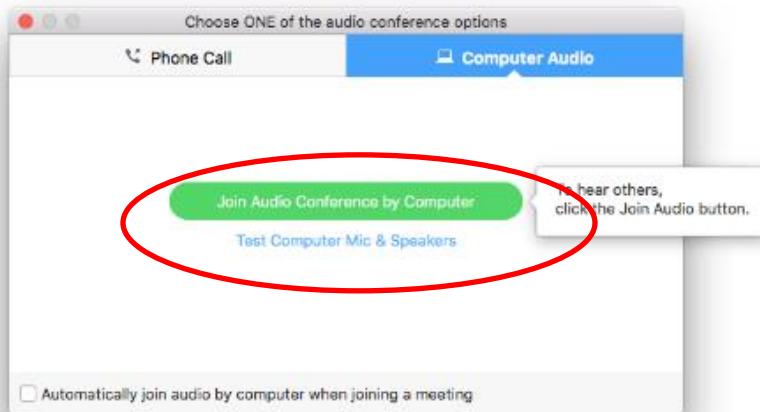 Choose ONE of the audio conference options
Phone Call
Computer Audio
Join Audio Conference by Computer
To hear others,
click the Join Audio button.
Test Computer Mic & Speakers
Automatically join audio by computer when joining a meeting